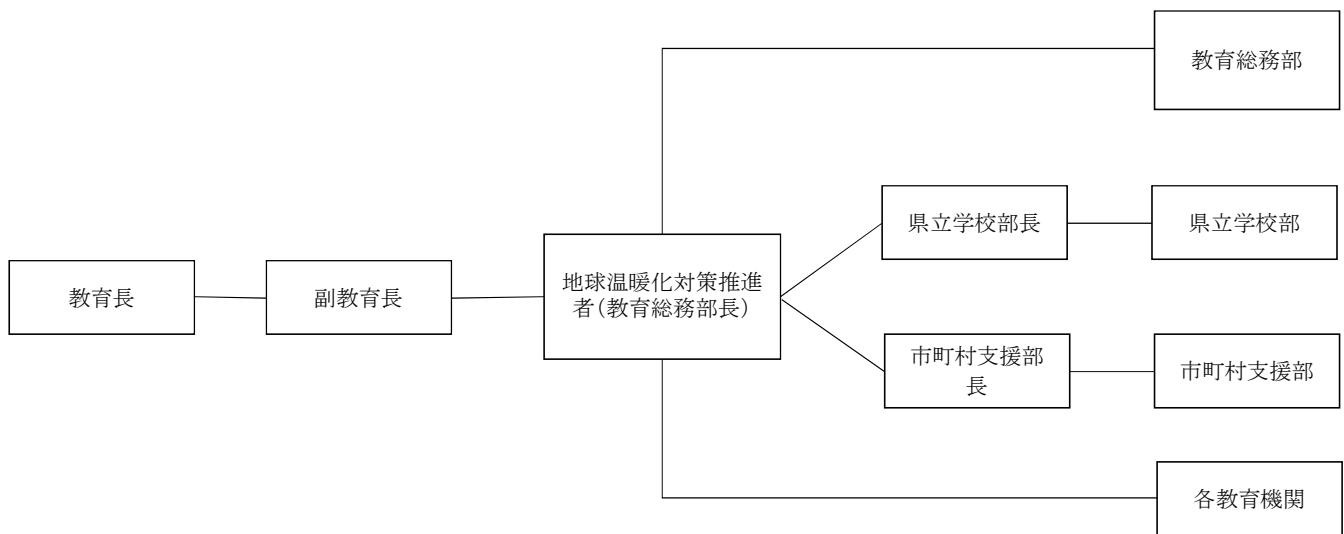 教育総務部
県立学校部長
県立学校部
教育長
副教育長
地球温暖化対策推進
者(教育総務部長)
市町村支援部
長
市町村支援部
各教育機関